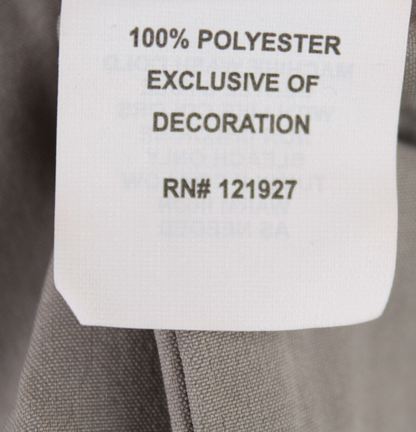 100% POLYESTER
EXCLUSIVE OF
DECORATION
RN# 121927